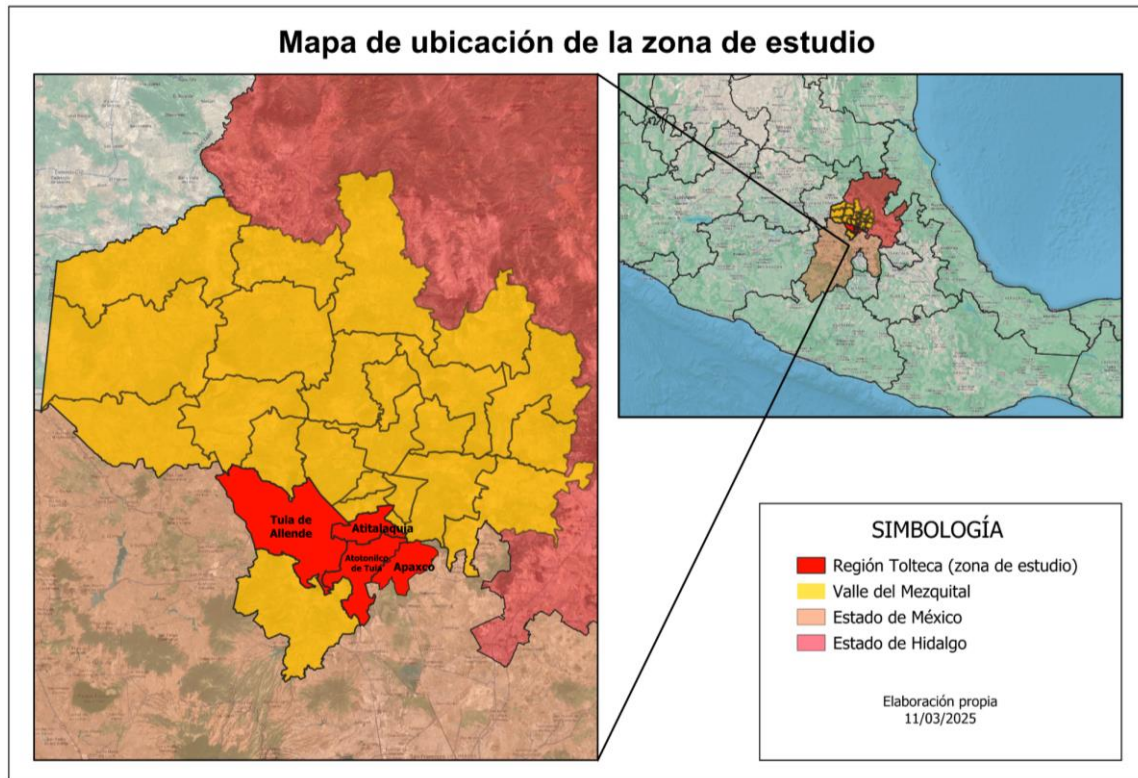 Mapa de ubicación de la zona de estudio
Tula de
Allende
Atitalaquia
Atotonilco
de Tula
Apaxco
SIMBOLOGÍA
Región Tolteca (zona de estudio)
Valle del Mezquital
Estado de México
Estado de Hidalgo
Elaboración propia
11/03/2025